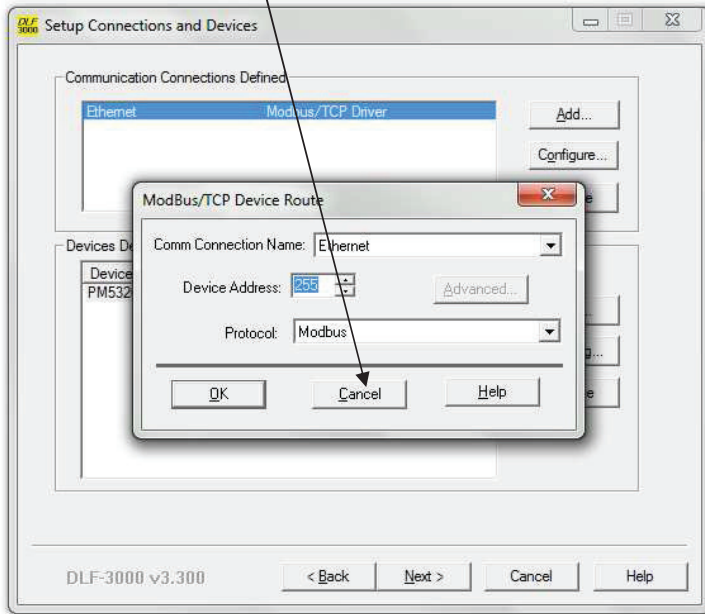 DLF 3000 Setup Connections and Devices
Communication Connections Defined
Ethernet Modbus/TCP Driver
Add...
Configure...
ModBus/TCP Device Route
Comm Connection Name: Ethernet
Devices De
Device
PM532
Device Address: 255
Advanced...
Protocol: Modbus
OK Cancel Help
DLF-3000 v3.300
< Back Next > Cancel Help